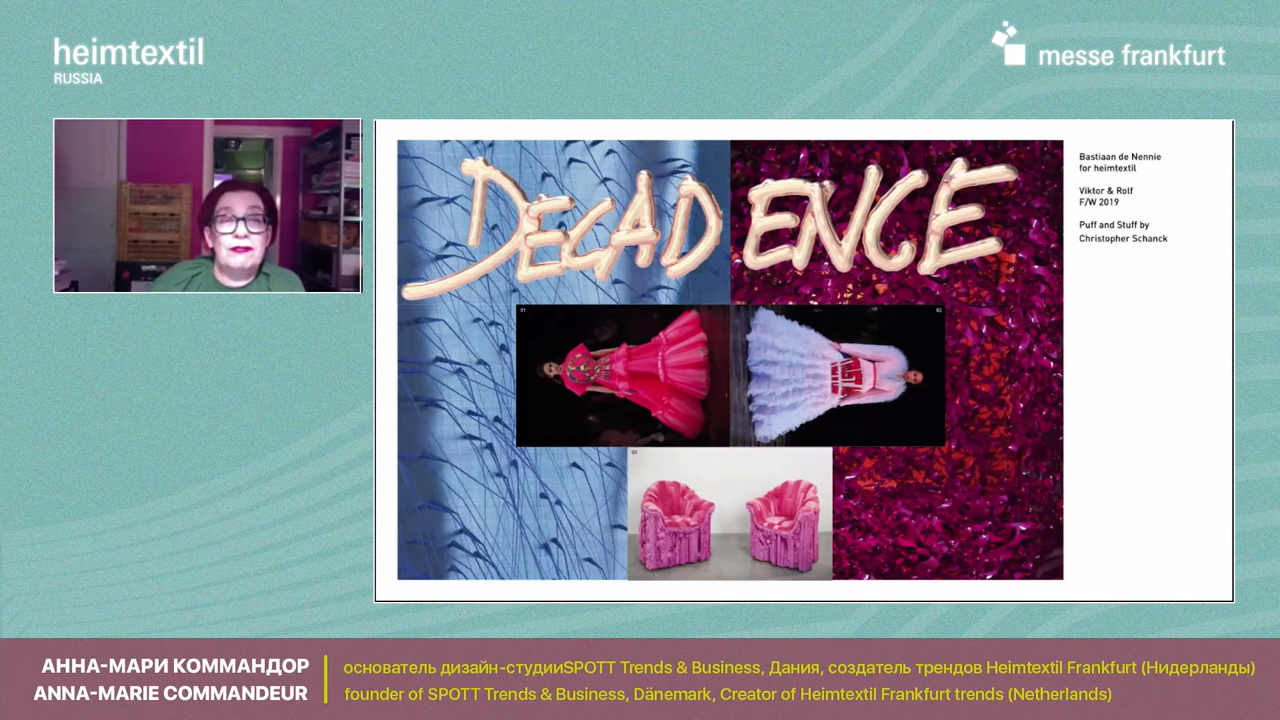 heimtextil
RUSSIA
messe frankfurt
DECADENCE
Bastiaan de Nennie
for heimtextil
Viktor & Rolf
F/W 2019
Puff and Stuff by
Christopher Schanck
01
02
03
АННА-МАРИ КОММАНДОР
ANNA-MARIE COMMANDEUR
основатель дизайн-студииSPOTT Trends & Business, Дания, создатель трендов Heimtextil Frankfurt (Нидерланды)
founder of SPOTT Trends & Business, Dänemark, Creator of Heimtextil Frankfurt trends (Netherlands)